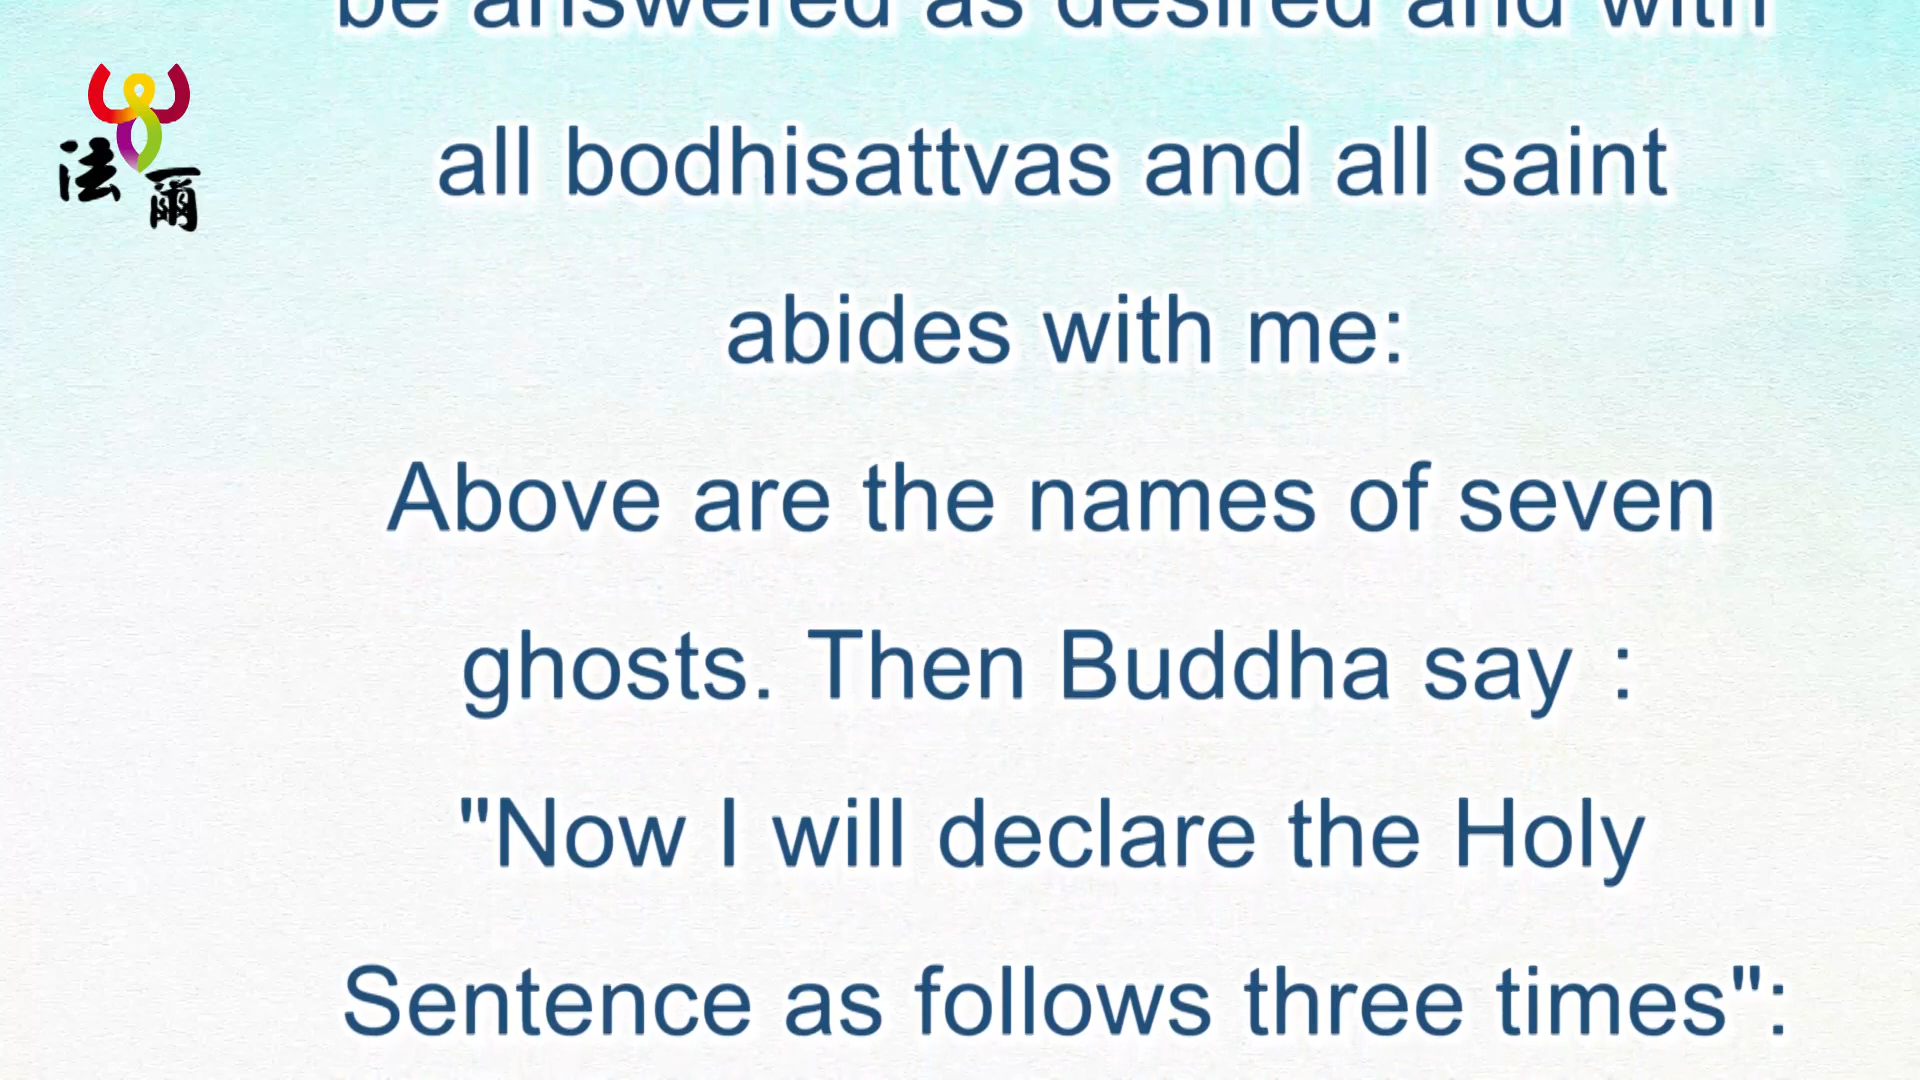 be answered as desired and with
法爾
all bodhisattvas and all saint
abides with me:
Above are the names of seven
ghosts. Then Buddha say :
"Now I will declare the Holy
Sentence as follows three times":